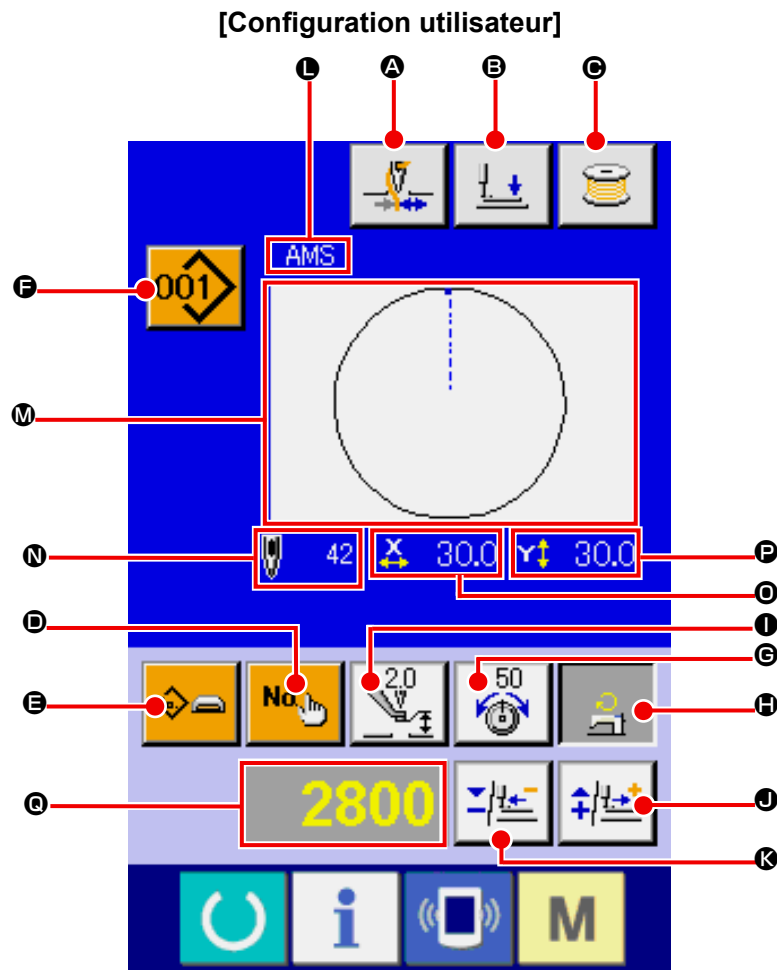 [Configuration utilisateur]
L A B C
AMS
F 001
M
N 42 X 30.0 Y 30.0 P
O
D I
2.0 50 G
E No. H
Q 2800 J
K
i M